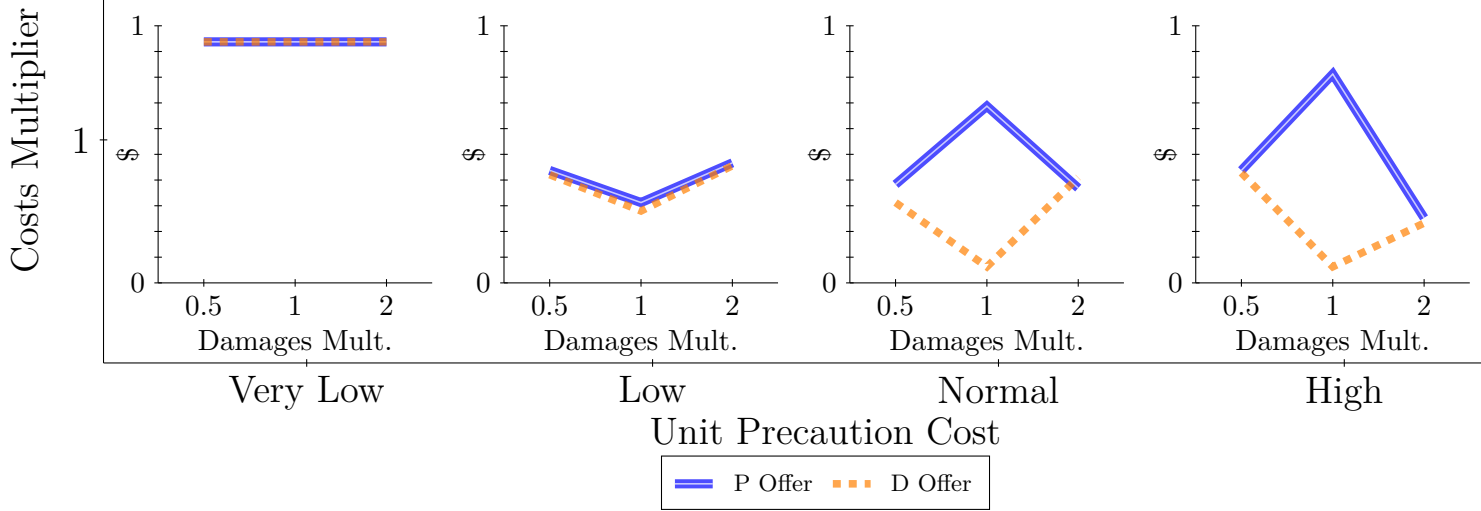 Costs Multiplier
1
1
$
0
0.5 1 2
Damages Mult.
1
$
0
0.5 1 2
Damages Mult.
1
$
0
0.5 1 2
Damages Mult.
1
$
0
0.5 1 2
Damages Mult.
Very Low Low Normal High
Unit Precaution Cost
P Offer D Offer